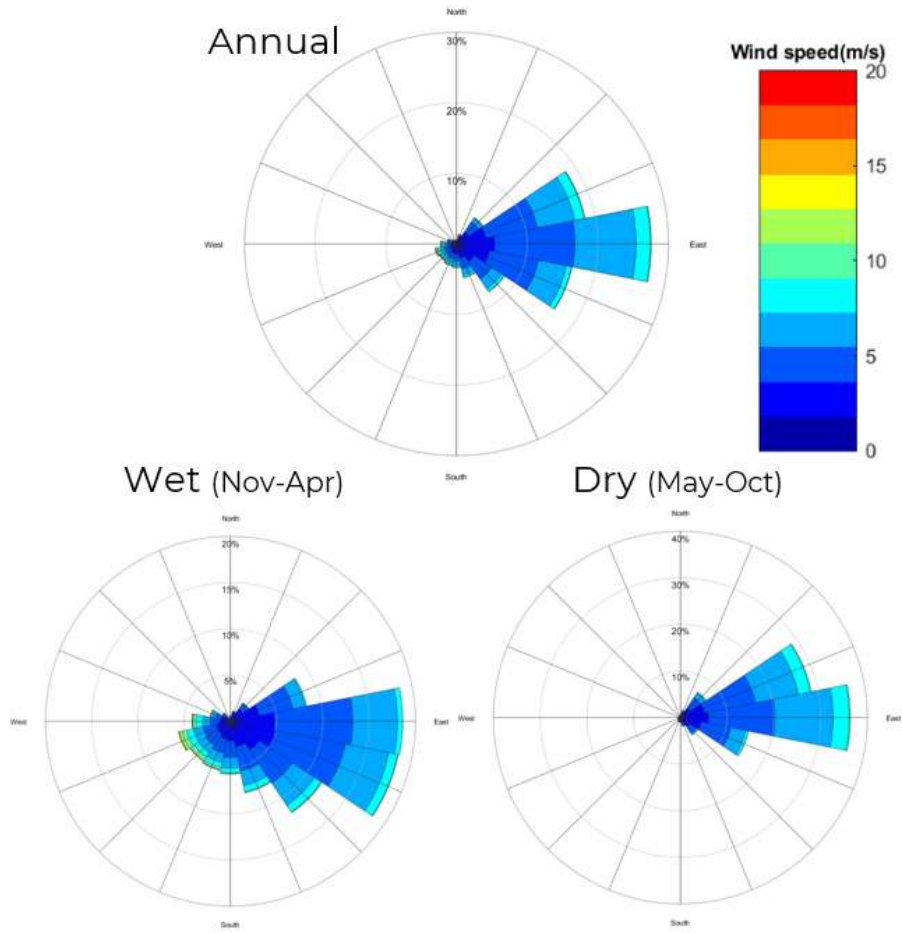 Annual
North
30%
20%
10%
West
East
South
Wind speed(m/s)
20
15
10
5
0
Wet (Nov-Apr)
North
20%
15%
10%
5%
West
East
South
Dry (May-Oct)
North
40%
30%
20%
10%
West
East
South